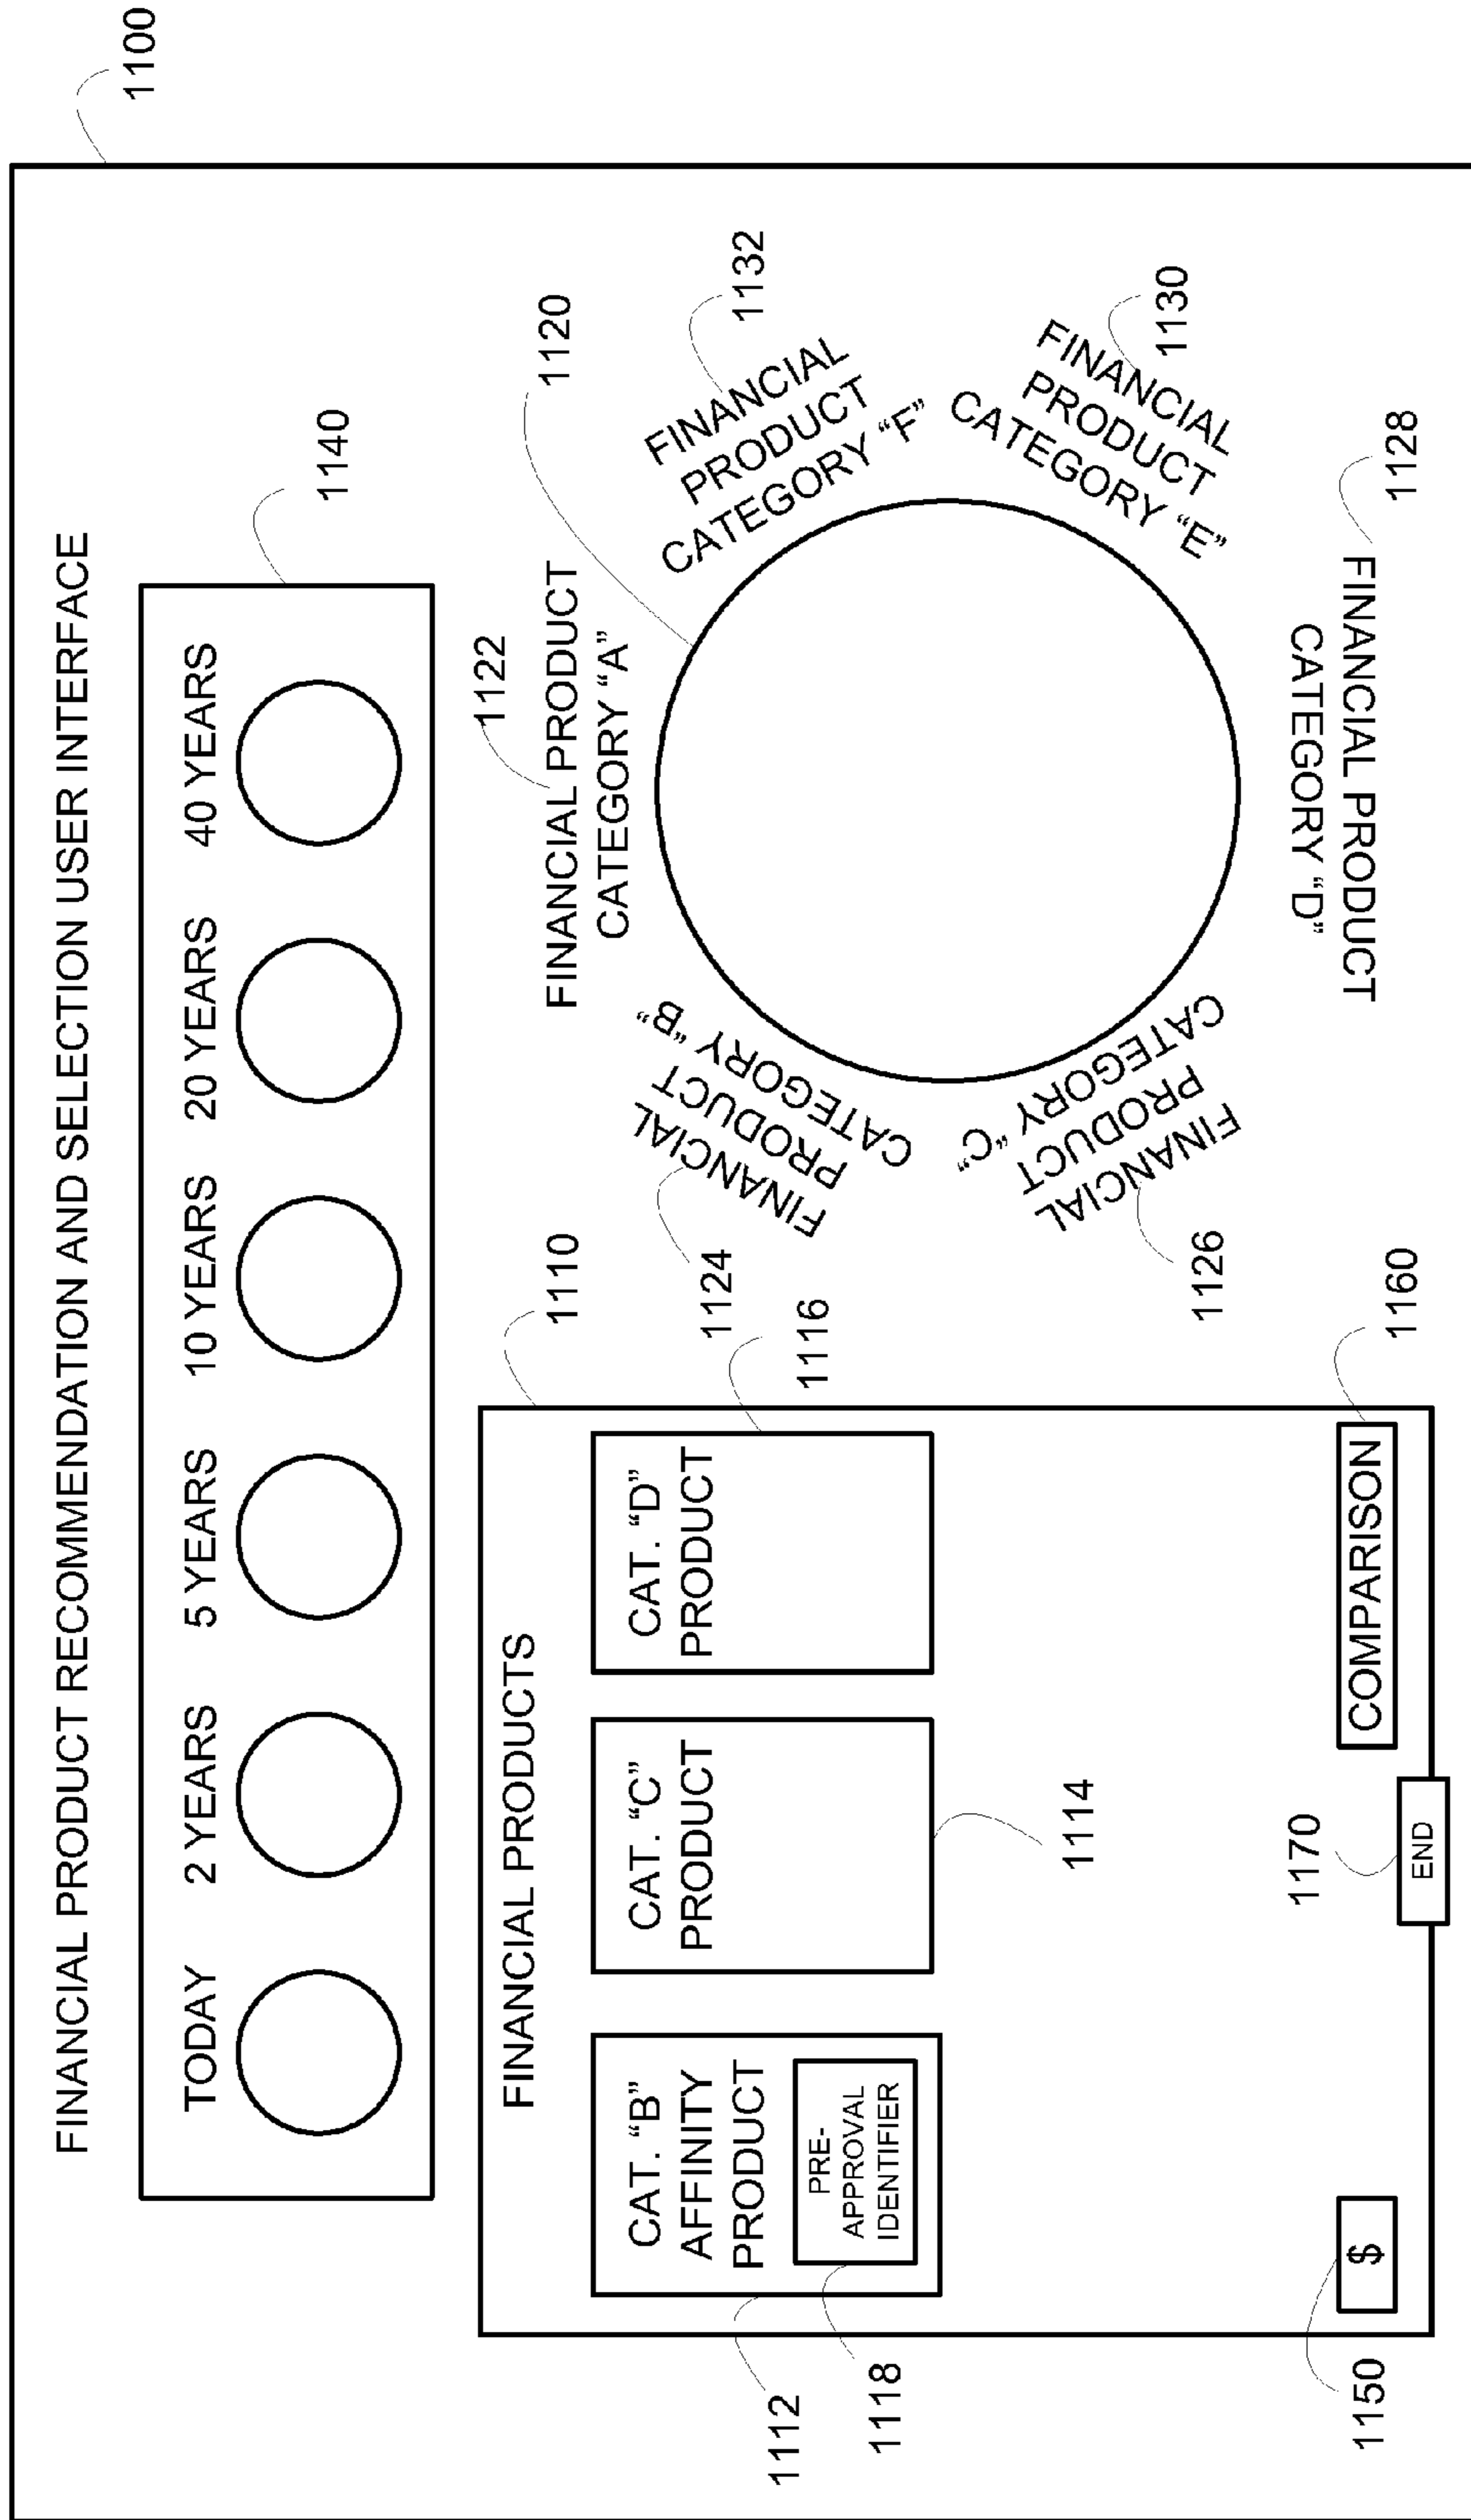 FINANCIAL PRODUCT RECOMMENDATION AND SELECTION USER INTERFACE
1100
1140
TODAY
2 YEARS
5 YEARS
10 YEARS
20 YEARS
40 YEARS
1110
FINANCIAL PRODUCTS
1112
CAT. “B”
AFFINITY
PRODUCT
PRE-
APPROVAL
IDENTIFIER
1118
CAT. “C”
PRODUCT
1114
CAT. “D”
PRODUCT
1116
1150
$
1170
END
COMPARISON
1160
1120
1122
FINANCIAL PRODUCT
CATEGORY “A”
1124
FINANCIAL
PRODUCT
CATEGORY “B”
1126
FINANCIAL
PRODUCT
CATEGORY “C”
1128
FINANCIAL PRODUCT
CATEGORY “D”
1130
FINANCIAL
PRODUCT
CATEGORY “E”
1132
FINANCIAL
PRODUCT
CATEGORY “F”